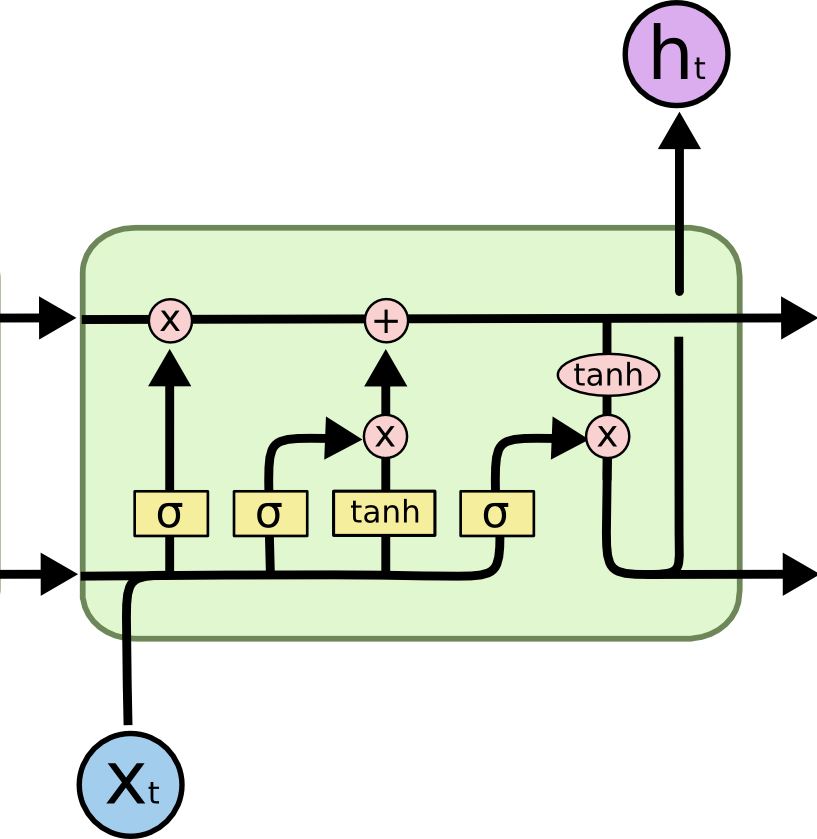 ht
x +
tanh
x x
σ σ tanh σ
xt